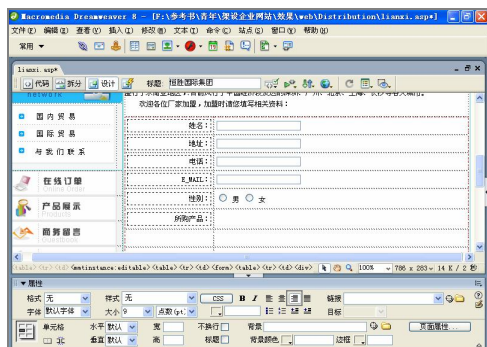 Macromedia Dreamweaver 8 - [F:\参考书\青年\架设企业网站\效果\web\Distribution\lianxi.asp*]
文件(F) 编辑(E) 查看(V) 插入(I) 修改(M) 文本(T) 命令(C) 站点(S) 窗口(W) 帮助(H)
常用
lianxi.asp*
代码 拆分 设计 标题: 恒胜国际集团
network
欢迎各位厂家加盟，加盟时请您填写相关资料：
国内贸易
国际贸易
与我们联系
姓名：
地址：
电话：
E_MAIL：
性别： 男 女
所购产品：
在线订单
产品展示
Products
商务留言
<table> <tr> <td> <mmtinstance:editable> <table> <tr> <td> <form> <table> <tr> <td> <div> 100% 786 x 283 14 K / 2 秒
属性
格式 无 样式 无 CSS B I 链接
字体 默认字体 大小 9 点数(pt) 目标
单元格 水平 默认 宽 不换行 背景 页面属性...
垂直 默认 高 标题 背景颜色 边框